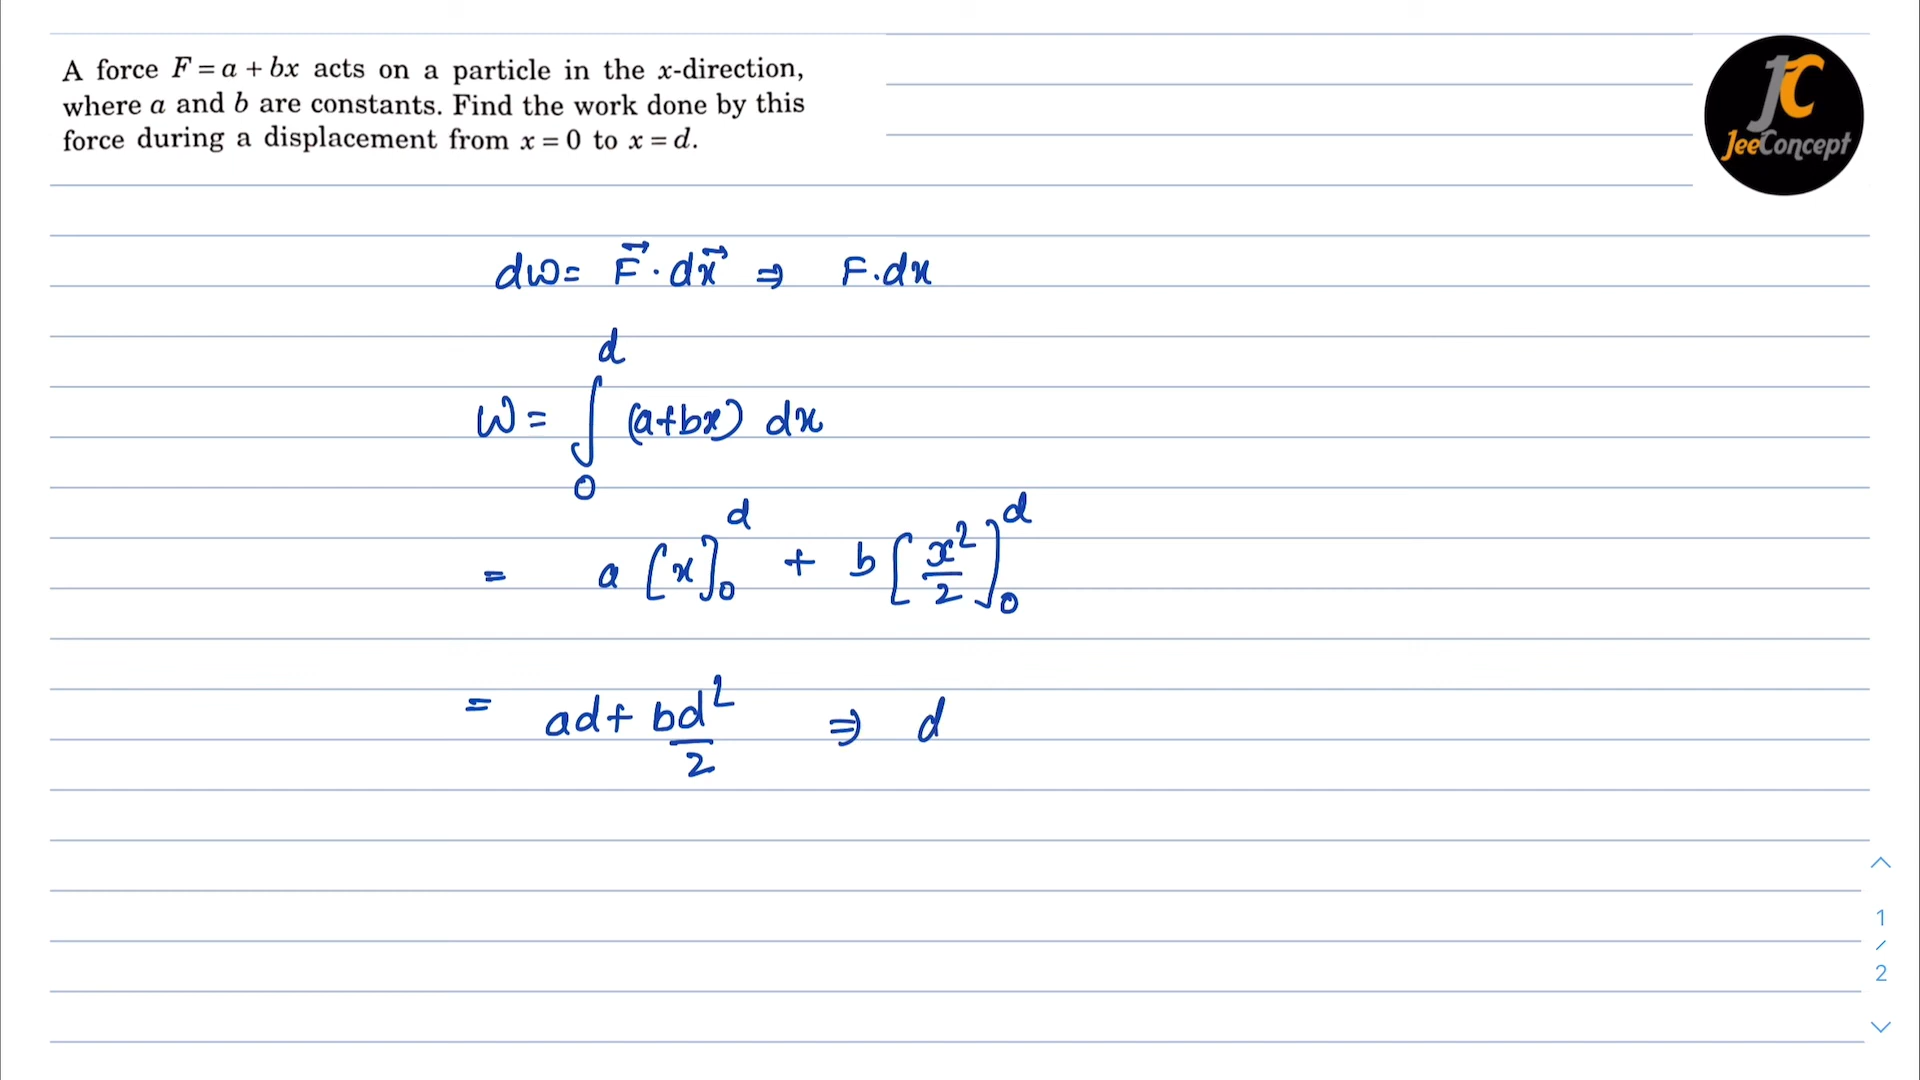 A force F = a + bx acts on a particle in the x-direction,
where a and b are constants. Find the work done by this
force during a displacement from x = 0 to x = d.
JC
JeeConcept
dw = F⃗ · dx⃗ ⇒ F.dx
d
W = ∫ (a+bx) dx
0
= a [x]₀ᵈ + b [x²/2]₀ᵈ
= ad + bd²/2 ⇒ d
1
/
2